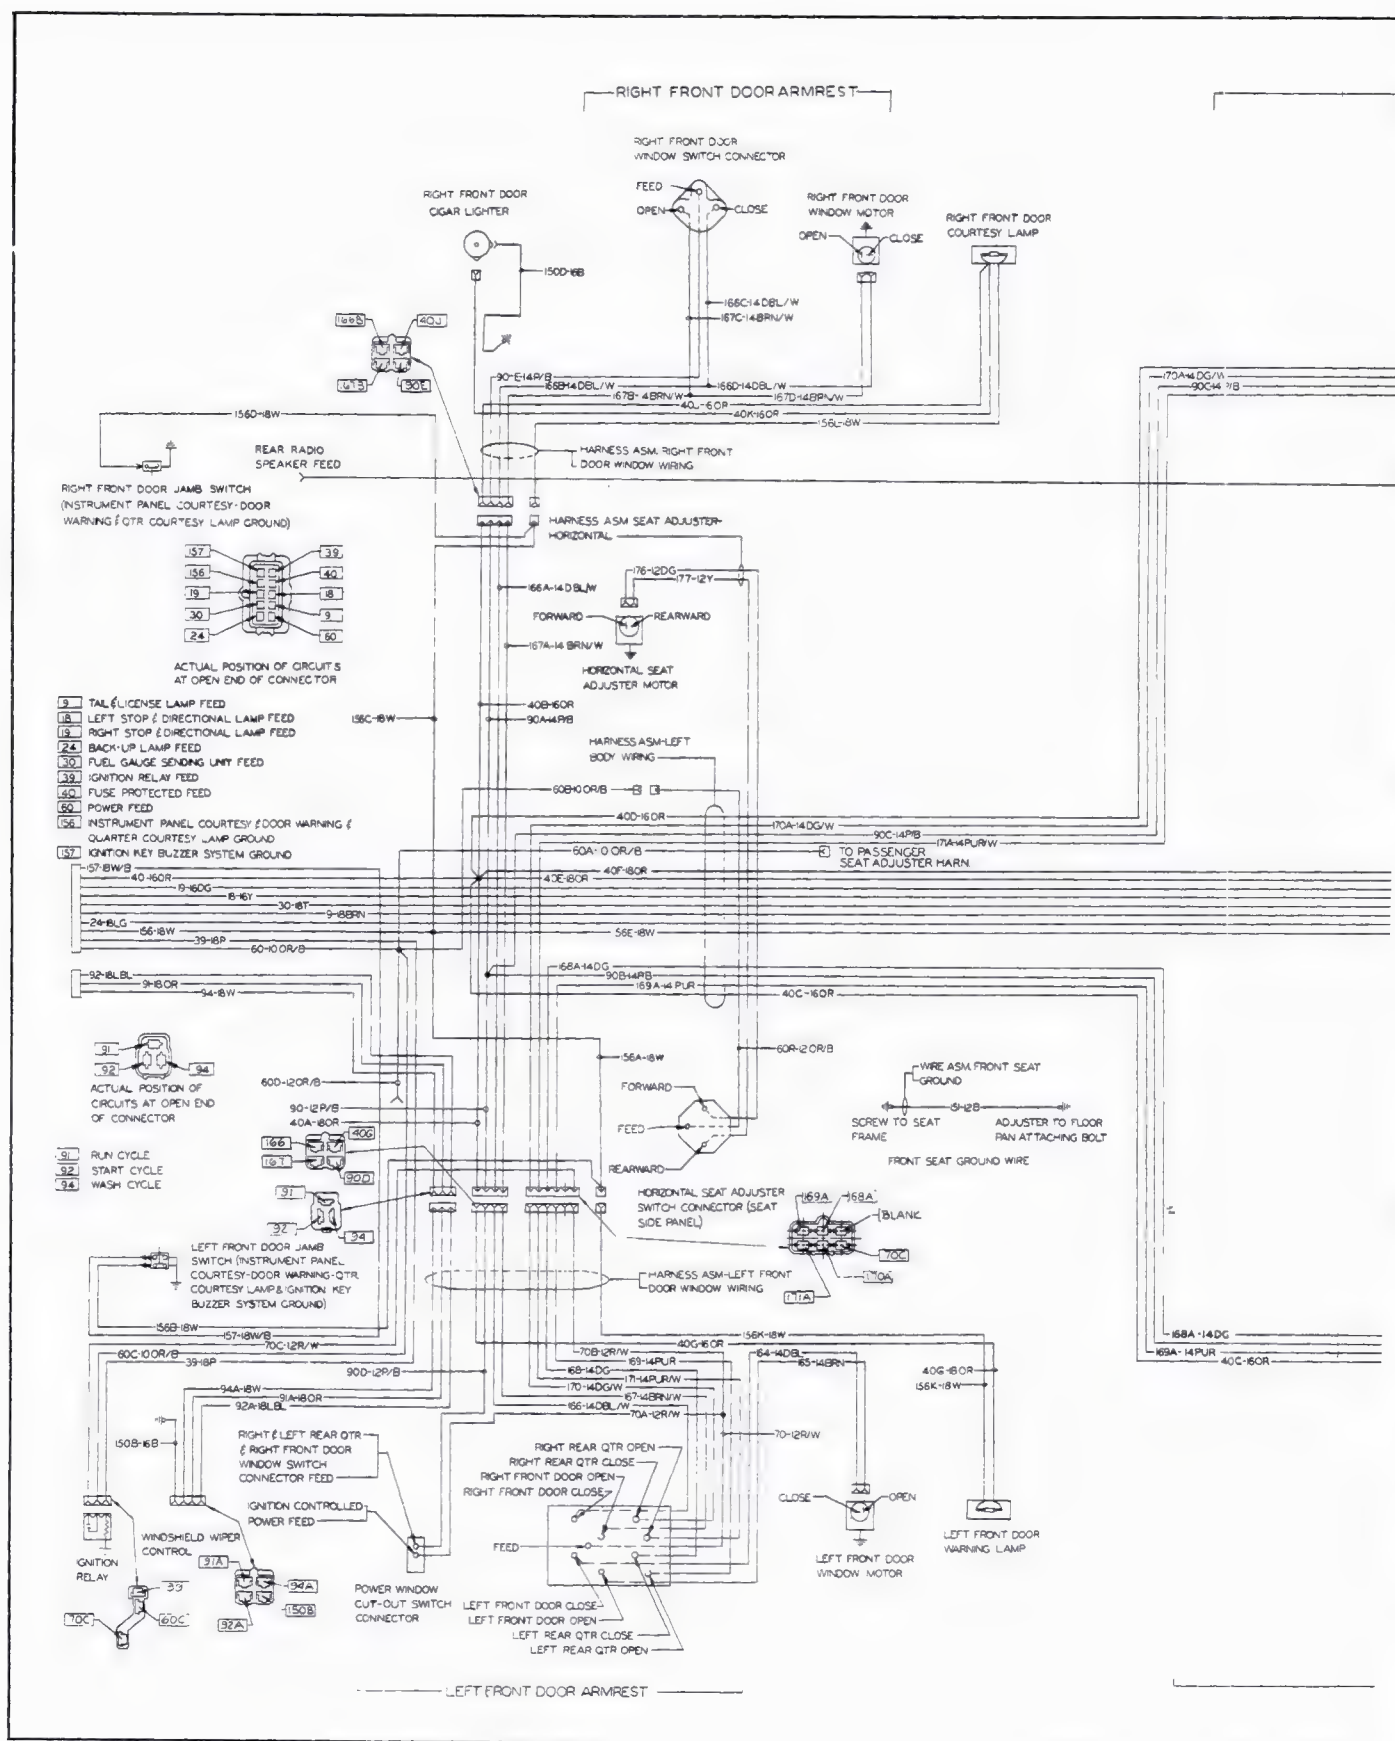 RIGHT FRONT DOOR ARMREST
RIGHT FRONT DOOR
WINDOW SWITCH CONNECTOR
FEED
OPEN
CLOSE
RIGHT FRONT DOOR
CIGAR LIGHTER
RIGHT FRONT DOOR
WINDOW MOTOR
OPEN
CLOSE
RIGHT FRONT DOOR
COURTESY LAMP
150D-16B
166C-14DBL/W
167C-14BRN/W
166B
40J
167B
90E
90-E-14P/B
166B-14DBL/W
166D-14DBL/W
167D-14BRN/W
40K-16OR
156L-18W
170A-14DG/W
156D-18W
REAR RADIO
SPEAKER FEED
HARNESS ASM. RIGHT FRONT
DOOR WINDOW WIRING
RIGHT FRONT DOOR JAMB SWITCH
(INSTRUMENT PANEL COURTESY-DOOR
WARNING & QTR COURTESY LAMP GROUND)
HARNESS ASM SEAT ADJUSTER-
HORIZONTAL
157
39
156
40
19
18
30
9
24
60
176-12DG
177-12Y
166A-14DBL/W
FORWARD
REARWARD
167A-14 BRN/W
HORIZONTAL SEAT
ADJUSTER MOTOR
ACTUAL POSITION OF CIRCUITS
AT OPEN END OF CONNECTOR
9 TAIL & LICENSE LAMP FEED
18 LEFT STOP & DIRECTIONAL LAMP FEED
19 RIGHT STOP & DIRECTIONAL LAMP FEED
24 BACK-UP LAMP FEED
30 FUEL GAUGE SENDING UNIT FEED
39 IGNITION RELAY FEED
40 FUSE PROTECTED FEED
60 POWER FEED
156 INSTRUMENT PANEL COURTESY & DOOR WARNING &
QUARTER COURTESY LAMP GROUND
157 IGNITION KEY BUZZER SYSTEM GROUND
156C-18W
40B-16OR
90A-14P/B
HARNESS ASM-LEFT
BODY WIRING
60B-10OR/B
40D-16OR
170A-14DG/W
90C-14P/B
171A-14PUR/W
TO PASSENGER
SEAT ADJUSTER HARN.
157-18W/B
40-16OR
40F-18OR
40E-18OR
19-16DG
18-16Y
30-18T
9-18BRN
24-18LG
156-18W
56E-18W
39-18P
60-10OR/B
92-18LBL
91-18OR
94-18W
168A-14DG
90B-14P/B
169A-14PUR
40C-16OR
91
92
94
ACTUAL POSITION OF
CIRCUITS AT OPEN END
OF CONNECTOR
60D-12OR/B
156A-18W
60R-12OR/B
FORWARD
FEED
REARWARD
WIRE ASM. FRONT SEAT
GROUND
151-12B
SCREW TO SEAT
FRAME
ADJUSTER TO FLOOR
PAN ATTACHING BOLT
FRONT SEAT GROUND WIRE
90-12P/B
40A-18OR
166
40G
167
90D
91 RUN CYCLE
92 START CYCLE
94 WASH CYCLE
91
92
94
HORIZONTAL SEAT ADJUSTER
SWITCH CONNECTOR (SEAT
SIDE PANEL)
169A
168A
BLANK
70C
170A
171A
LEFT FRONT DOOR JAMB
SWITCH (INSTRUMENT PANEL
COURTESY-DOOR WARNING-QTR
COURTESY LAMP & IGNITION KEY
BUZZER SYSTEM GROUND)
HARNESS ASM-LEFT FRONT
DOOR WINDOW WIRING
156B-18W
157-18W/B
70C-12R/W
60C-10OR/B
39-18P
90D-12P/B
156K-18W
40G-16OR
70B-12R/W
164-14DBL
169-14PUR
165-14BRN
168-14DG
171-14PUR/W
170-14DG/W
167-14BRN/W
166-14DBL/W
70A-12R/W
70-12R/W
168A-14DG
169A-14PUR
40C-16OR
40G-16OR
156K-18W
94A-18W
91A-18OR
92A-18LBL
150B-16B
RIGHT & LEFT REAR QTR
& RIGHT FRONT DOOR
WINDOW SWITCH
CONNECTOR FEED
IGNITION CONTROLLED
POWER FEED
RIGHT REAR QTR OPEN
RIGHT REAR QTR CLOSE
RIGHT FRONT DOOR OPEN
RIGHT FRONT DOOR CLOSE
FEED
CLOSE
OPEN
LEFT FRONT DOOR
WINDOW MOTOR
LEFT FRONT DOOR
WARNING LAMP
IGNITION
RELAY
WINDSHIELD WIPER
CONTROL
91A
94A
92A
150B
39
70C
60C
POWER WINDOW
CUT-OUT SWITCH
CONNECTOR
LEFT FRONT DOOR CLOSE
LEFT FRONT DOOR OPEN
LEFT REAR QTR CLOSE
LEFT REAR QTR OPEN
LEFT FRONT DOOR ARMREST